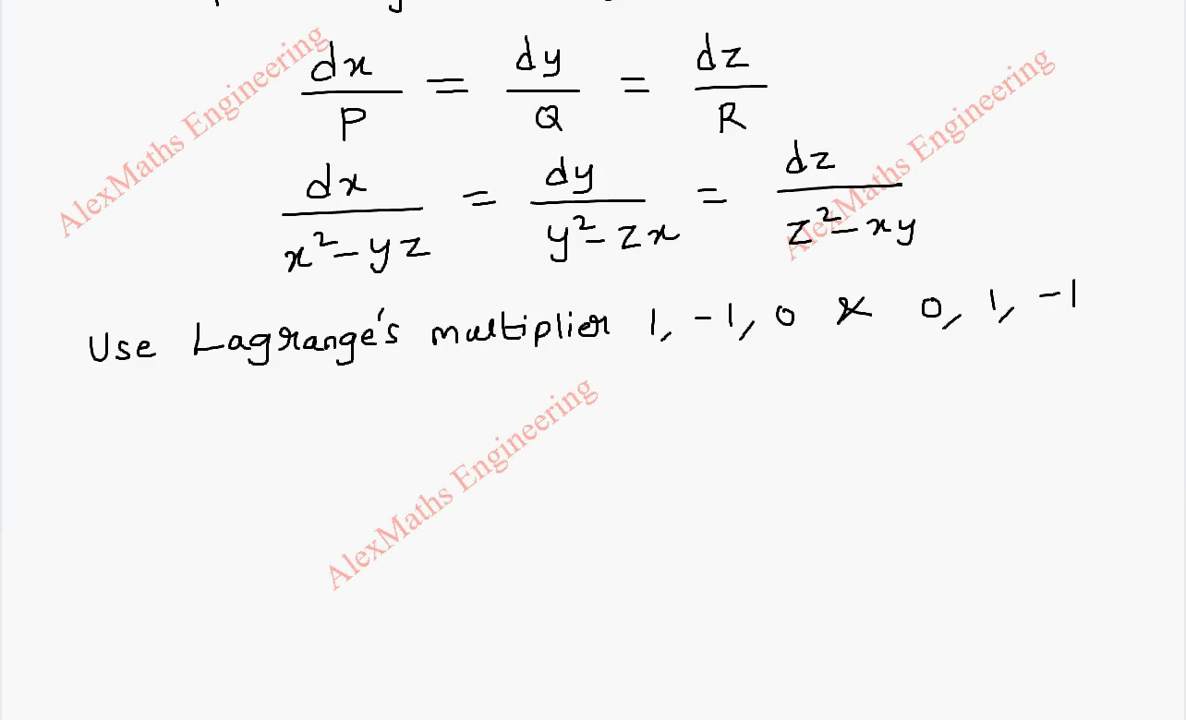 dx/P = dy/Q = dz/R
dx/x²-yz = dy/y²-zx = dz/z²-xy
Use Lagrange's multiplier 1, -1, 0 & 0, 1, -1
AlexMaths Engineering
AlexMaths Engineering
AlexMaths Engineering